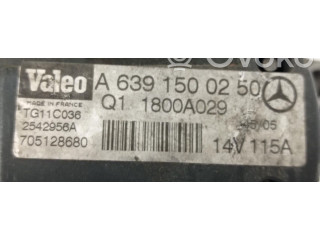 Valeo
MADE IN FRANCE
A 639 150 02 50
Q1 1800A029
TG11C036
2542956A
705128680
14V 115A